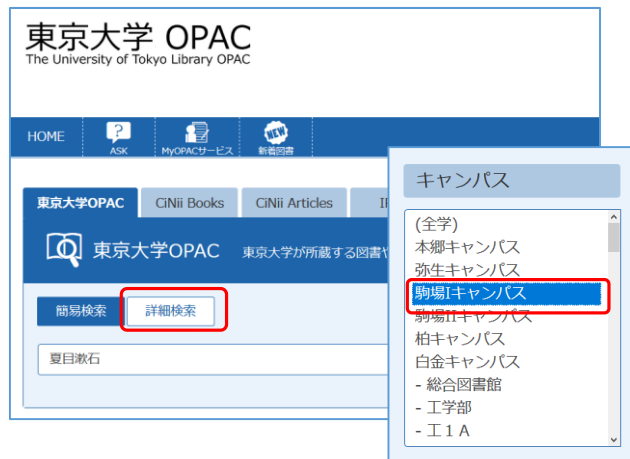 東京大学 OPAC
The University of Tokyo Library OPAC
HOME
ASK
MyOPACサービス
NEW
新着図書
東京大学OPAC
CiNii Books
CiNii Articles
東京大学OPAC
東京大学が所蔵する図書や
簡易検索
詳細検索
夏目漱石
キャンパス
(全学)
本郷キャンパス
弥生キャンパス
駒場Iキャンパス
駒場IIキャンパス
柏キャンパス
白金キャンパス
- 総合図書館
- 工学部
- 工1A